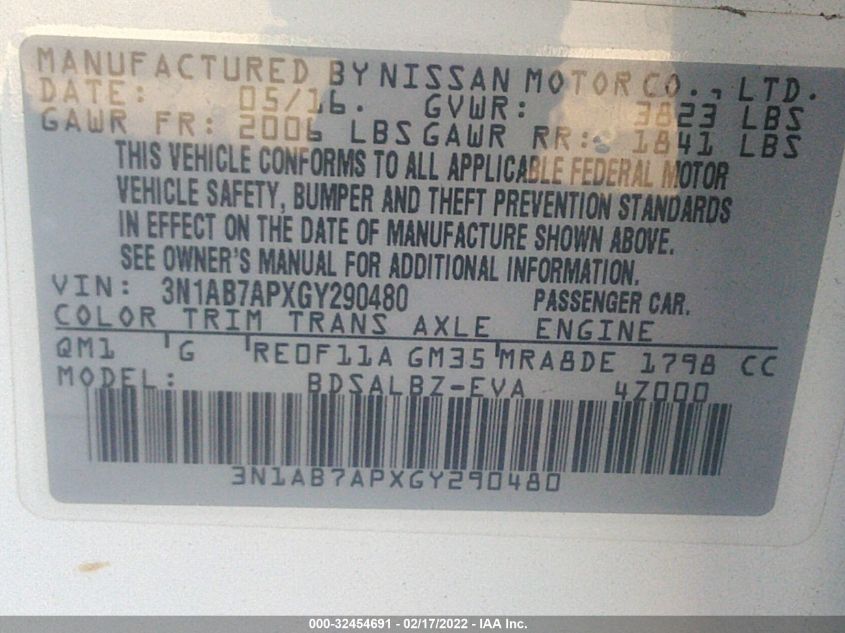 MANUFACTURED BY NISSAN MOTOR CO., LTD.
DATE: 05/16. GVWR: 3823 LBS
GAWR FR: 2006 LBS GAWR RR: 1841 LBS
THIS VEHICLE CONFORMS TO ALL APPLICABLE FEDERAL MOTOR
VEHICLE SAFETY, BUMPER AND THEFT PREVENTION STANDARDS
IN EFFECT ON THE DATE OF MANUFACTURE SHOWN ABOVE.
SEE OWNER'S MANUAL FOR ADDITIONAL INFORMATION.
VIN: 3N1AB7APXGY290480 PASSENGER CAR.
COLOR TRIM TRANS AXLE ENGINE
QM1 G RE0F11A GM35 MRA8DE 1798 CC
MODEL: BDSALBZ-EVA 4Z000
3N1AB7APXGY290480
000-32454691 - 02/17/2022 - IAA Inc.